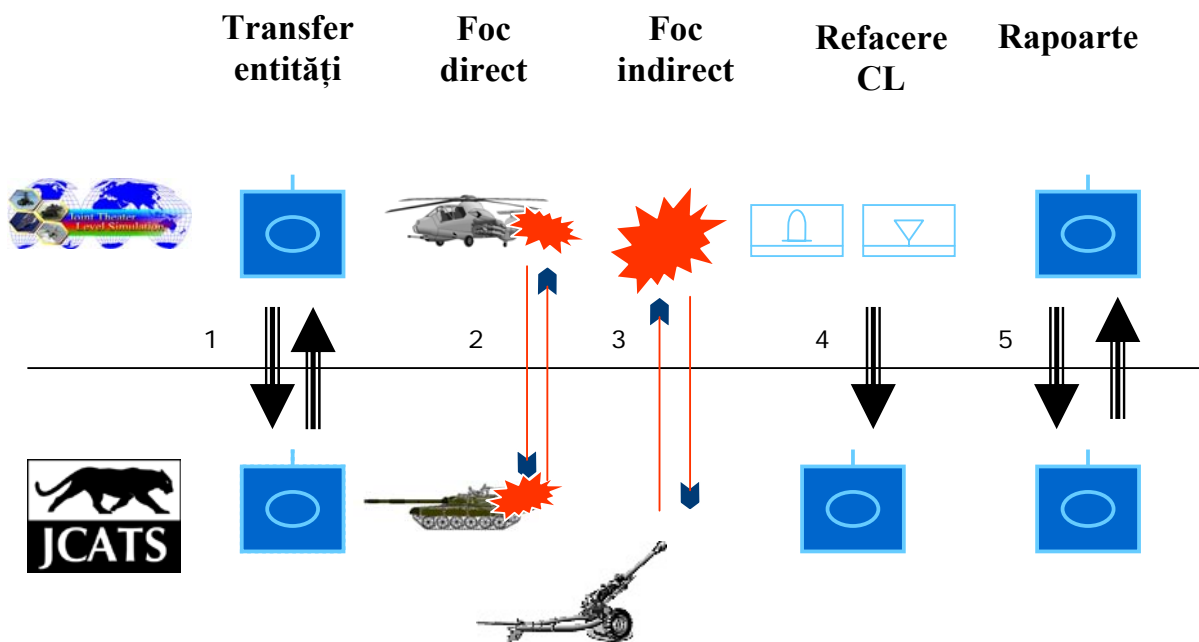 Transfer
entități
Foc
direct
Foc
indirect
Refacere
CL
Rapoarte
Joint Theater
Level Simulation
1
2
3
4
5
JCATS